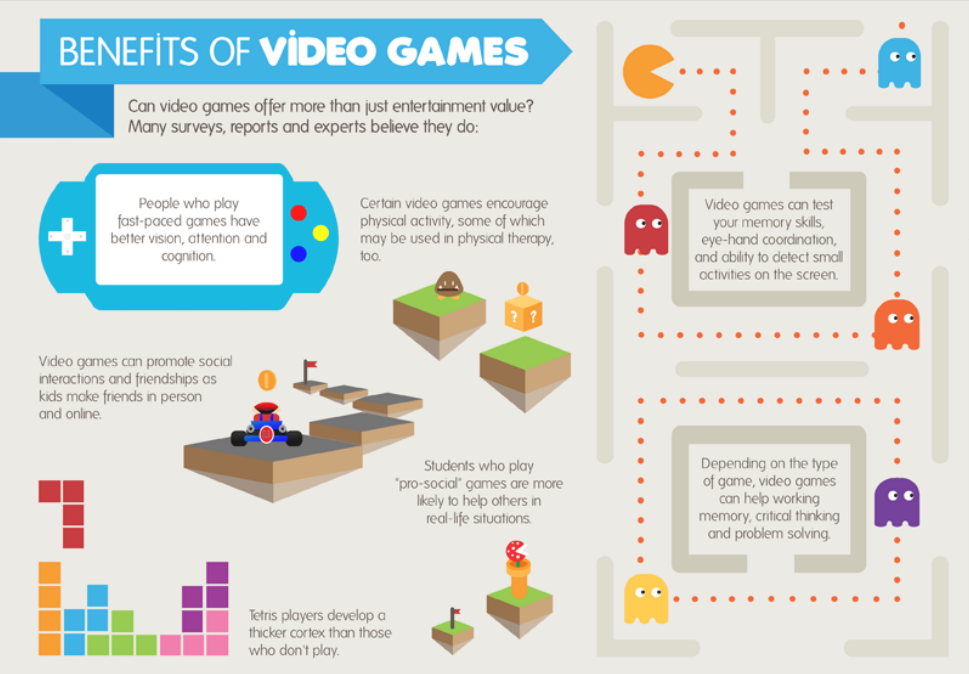 BENEFITS OF VIDEO GAMES
Can video games offer more than just entertainment value?
Many surveys, reports and experts believe they do:
People who play
fast-paced games have
better vision, attention and
cognition.
Certain video games encourage
physical activity, some of which
may be used in physical therapy,
too.
? ?
Video games can promote social
interactions and friendships as
kids make friends in person
and online.
Students who play
"pro-social" games are more
likely to help others in
real-life situations.
Tetris players develop a
thicker cortex than those
who don't play.
Video games can test
your memory skills,
eye-hand coordination,
and ability to detect small
activities on the screen.
Depending on the type
of game, video games
can help working
memory, critical thinking
and problem solving.